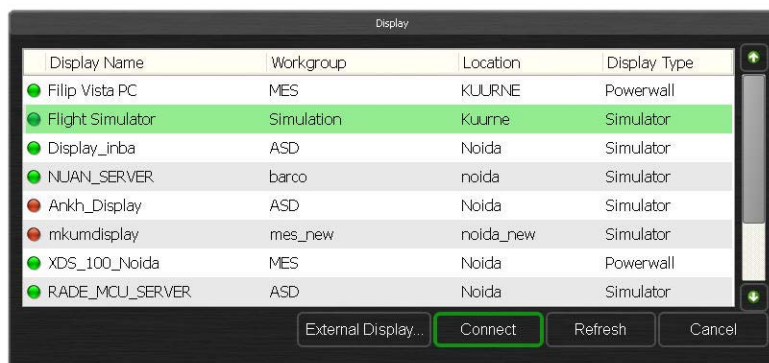 Display
Display Name Workgroup Location Display Type
Filip Vista PC MES KUURNE Powerwall
Flight Simulator Simulation Kuurne Simulator
Display_inba ASD Noida Simulator
NUAN_SERVER barco noida Simulator
Ankh_Display ASD Noida Simulator
mkumdisplay mes_new noida_new Simulator
XDS_100_Noida MES Noida Powerwall
RADE_MCU_SERVER ASD Noida Simulator
External Display... Connect Refresh Cancel